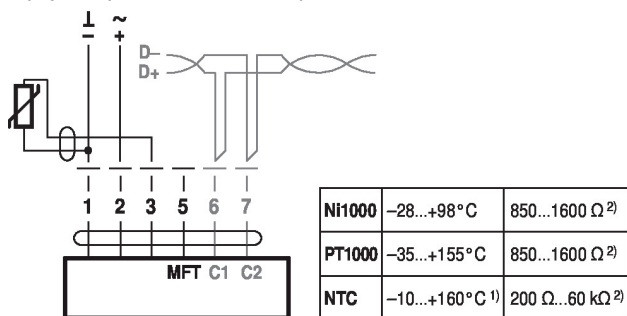 ⊥ ~
– +
D–
D+
1 2 3 5 6 7
MFT C1 C2
Ni1000 –28...+98°C 850...1600 Ω 2)
PT1000 –35...+155°C 850...1600 Ω 2)
NTC –10...+160°C 1) 200 Ω...60 kΩ 2)